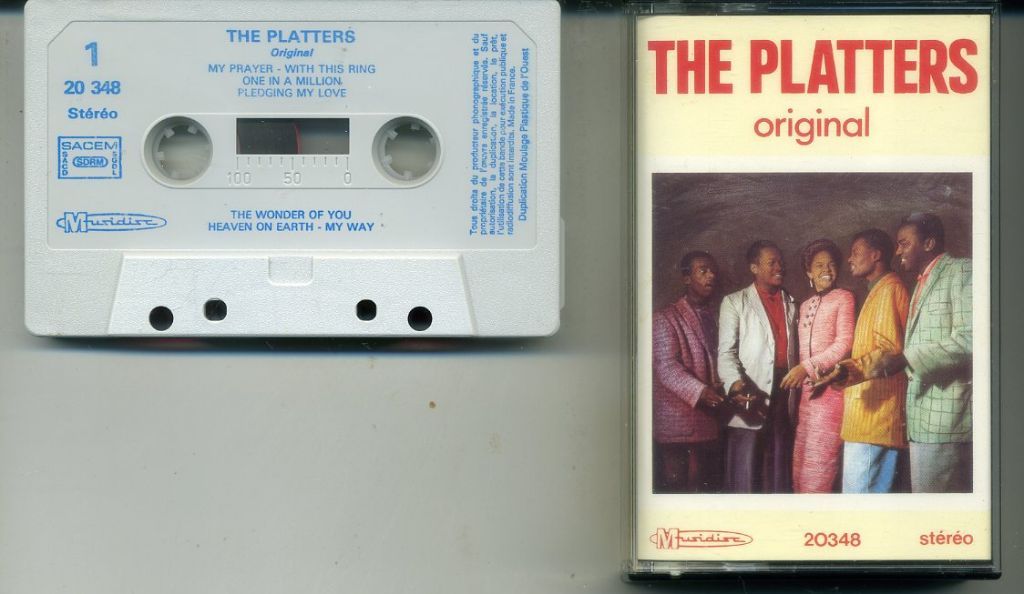 1
20 348
Stéréo
SACEM
SACD
SDRM
SGDL
Musidisc
THE PLATTERS
Original
MY PRAYER - WITH THIS RING
ONE IN A MILLION
PLEDGING MY LOVE
100 50 0
THE WONDER OF YOU
HEAVEN ON EARTH - MY WAY
Tous droits du producteur phonographique et du
propriétaire de l'œuvre enregistrée réservés. Sauf
autorisation, la duplication, la location, le prêt,
l'utilisation de cette bande pour exécution publique et
radiodiffusion sont interdits. Made in France.
Duplication Moulage Plastique de l'Ouest
THE PLATTERS
original
Musidisc
20348
stéréo